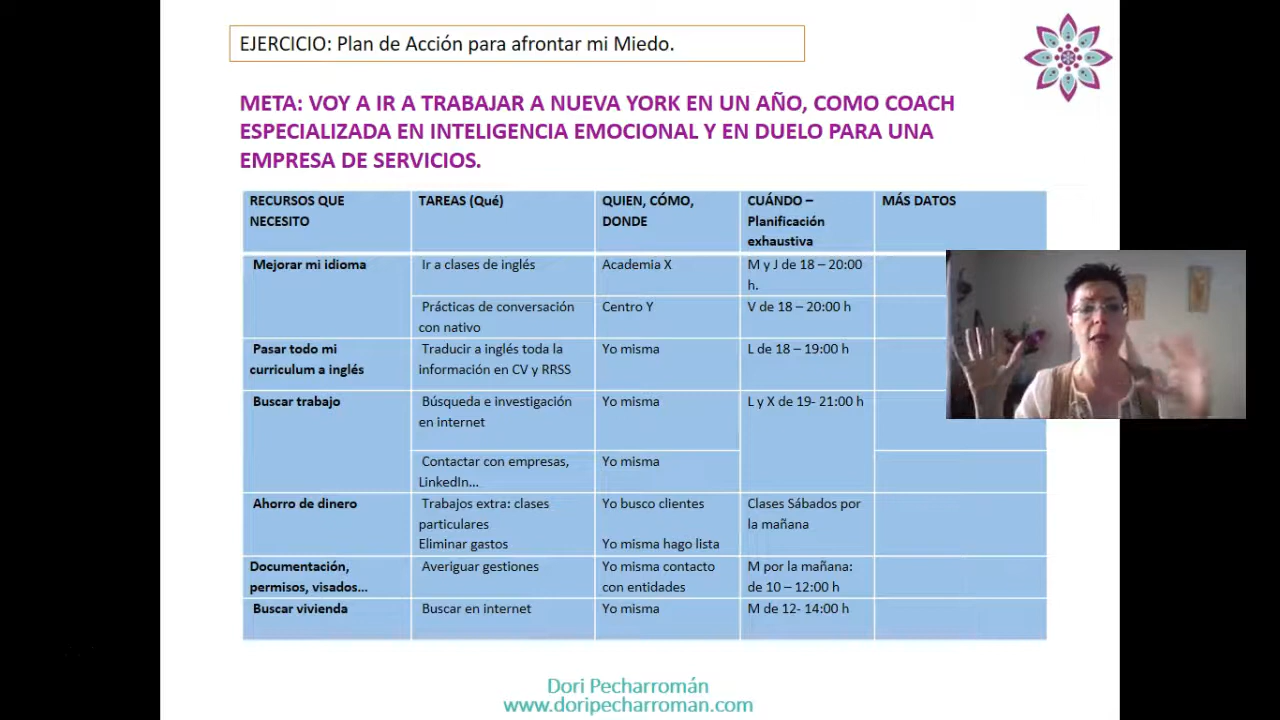 EJERCICIO: Plan de Acción para afrontar mi Miedo.
META: VOY A IR A TRABAJAR A NUEVA YORK EN UN AÑO, COMO COACH
ESPECIALIZADA EN INTELIGENCIA EMOCIONAL Y EN DUELO PARA UNA
EMPRESA DE SERVICIOS.
RECURSOS QUE
NECESITO
TAREAS (Qué)
QUIEN, CÓMO,
DONDE
CUÁNDO –
Planificación
exhaustiva
MÁS DATOS
Mejorar mi idioma
Ir a clases de inglés
Academia X
M y J de 18 – 20:00
h.
Prácticas de conversación
con nativo
Centro Y
V de 18 – 20:00 h
Pasar todo mi
curriculum a inglés
Traducir a inglés toda la
información en CV y RRSS
Yo misma
L de 18 – 19:00 h
Buscar trabajo
Búsqueda e investigación
en internet
Yo misma
L y X de 19- 21:00 h
Contactar con empresas,
LinkedIn…
Yo misma
Ahorro de dinero
Trabajos extra: clases
particulares
Eliminar gastos
Yo busco clientes
Yo misma hago lista
Clases Sábados por
la mañana
Documentación,
permisos, visados…
Averiguar gestiones
Yo misma contacto
con entidades
M por la mañana:
de 10 – 12:00 h
Buscar vivienda
Buscar en internet
Yo misma
M de 12- 14:00 h
Dori Pecharromán
www.doripecharroman.com